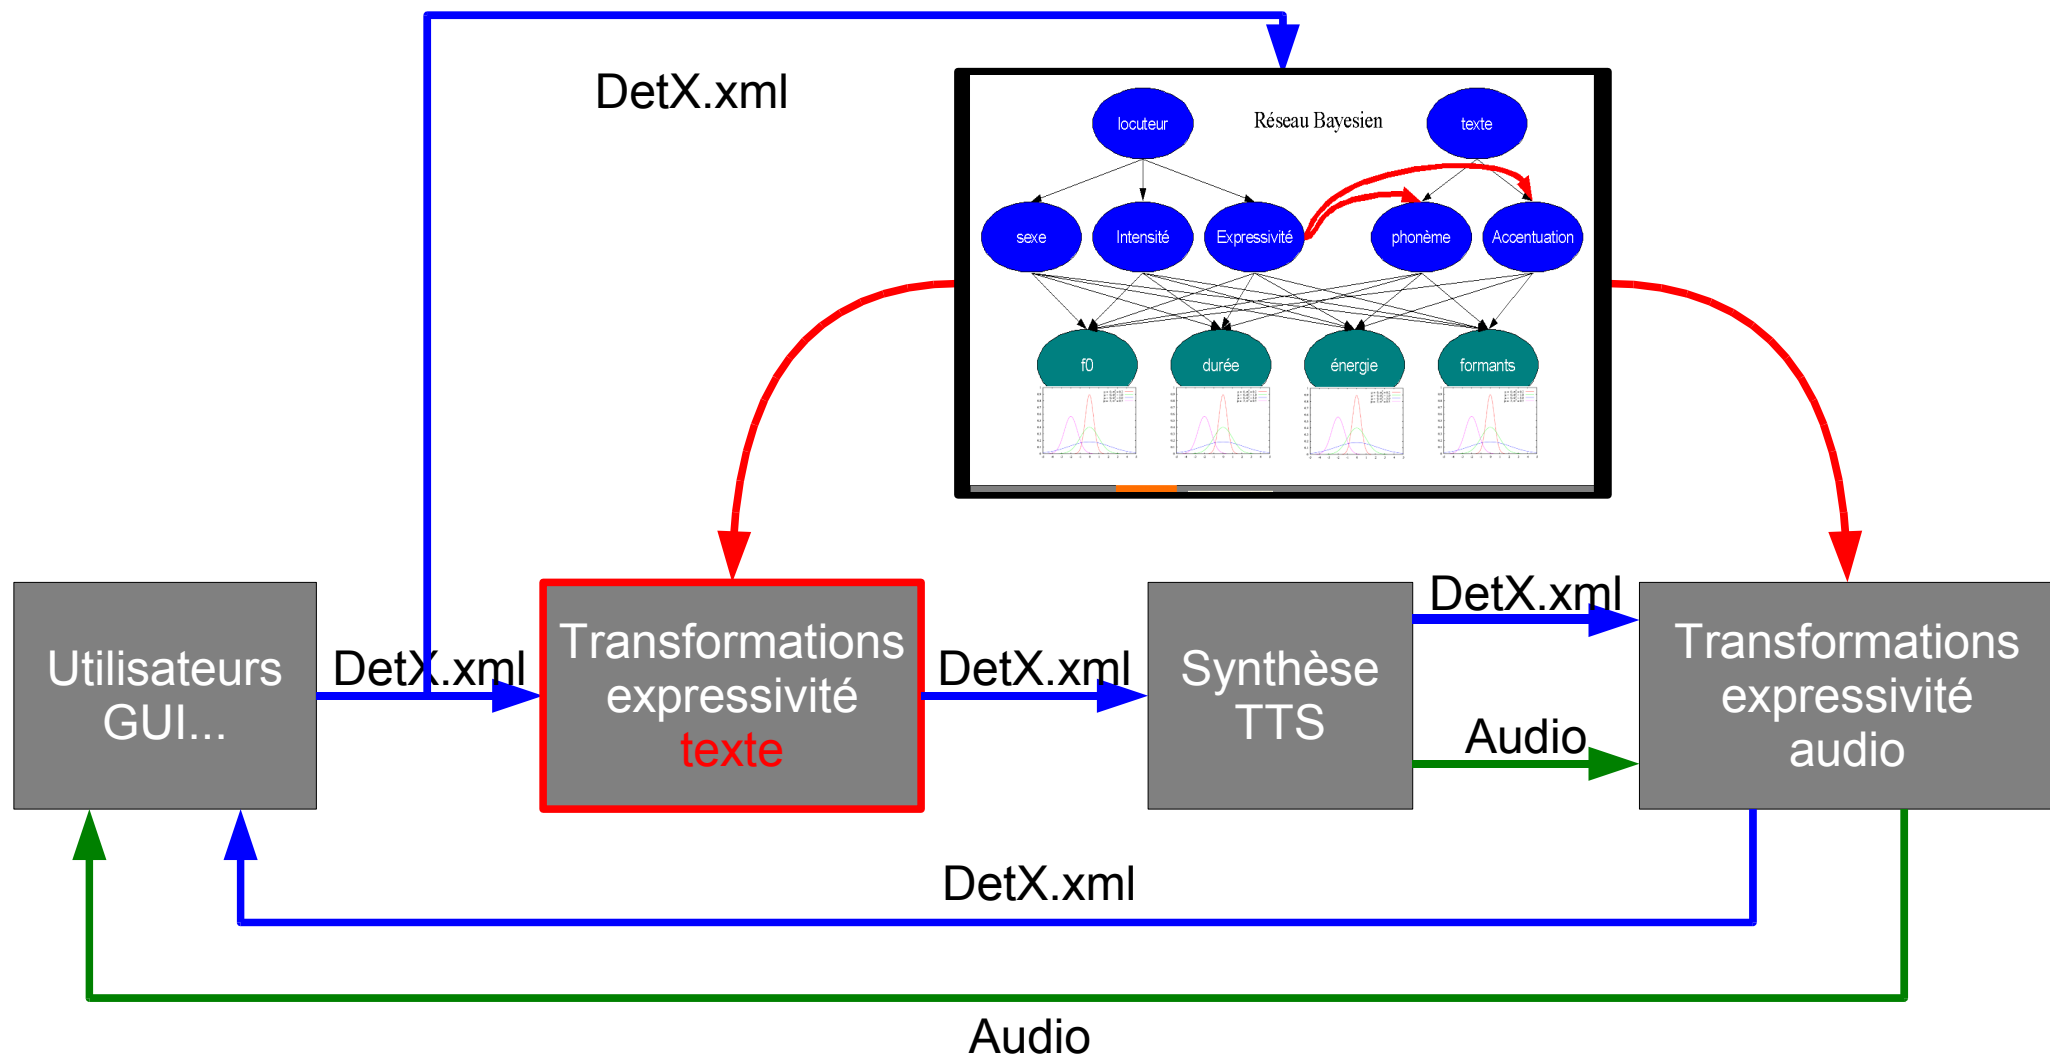 DetX.xml
locuteur
Réseau Bayesien
texte
sexe
Intensité
Expressivité
phonème
Accentuation
f0
durée
énergie
formants
Utilisateurs
GUI...
DetX.xml
Transformations
expressivité
texte
DetX.xml
Synthèse
TTS
DetX.xml
Audio
Transformations
expressivité
audio
DetX.xml
Audio